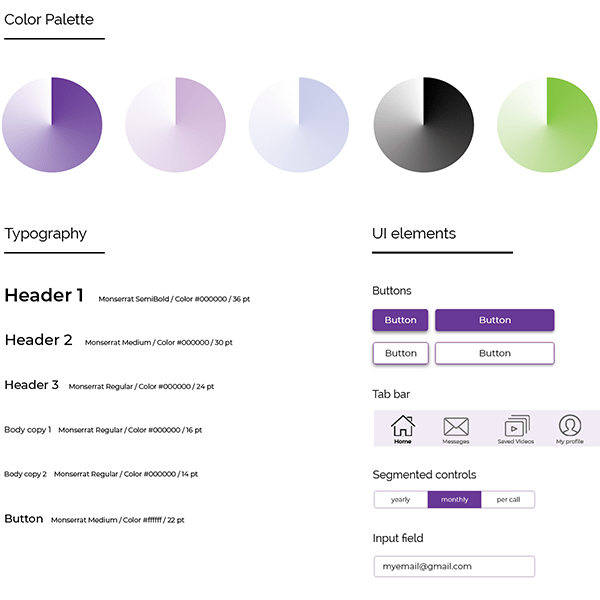 Color Palette
Typography
Header 1 Monserrat SemiBold / Color #000000 / 36 pt
Header 2 Monserrat Medium / Color #000000 / 30 pt
Header 3 Monserrat Regular / Color #000000 / 24 pt
Body copy 1 Monserrat Regular / Color #000000 / 16 pt
Body copy 2 Monserrat Regular / Color #000000 / 14 pt
Button Monserrat Medium / Color #ffffff / 22 pt
UI elements
Buttons
Button Button
Button Button
Tab bar
Home Messages Saved Videos My profile
Segmented controls
yearly monthly per call
Input field
myemail@gmail.com